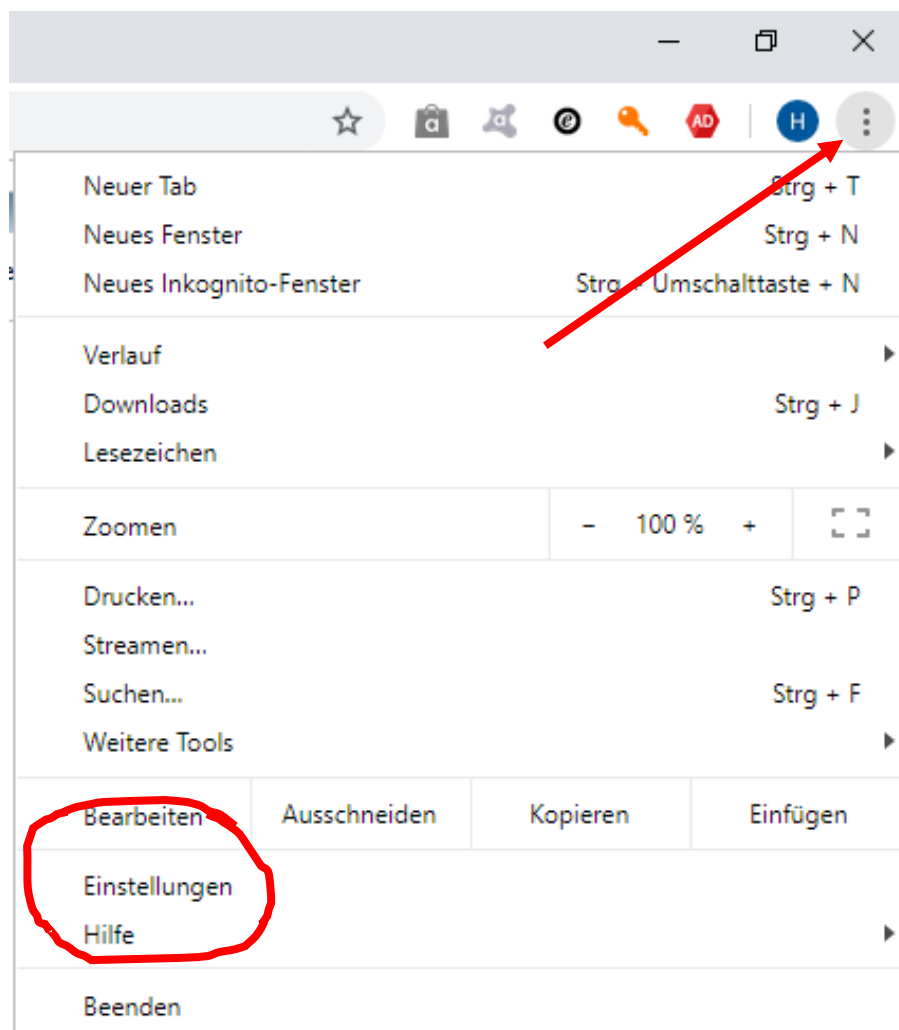 AD H
Neuer Tab Strg + T
Neues Fenster Strg + N
Neues Inkognito-Fenster Strg + Umschalttaste + N
Verlauf
Downloads Strg + J
Lesezeichen
Zoomen - 100 % +
Drucken... Strg + P
Streamen...
Suchen... Strg + F
Weitere Tools
Bearbeiten Ausschneiden Kopieren Einfügen
Einstellungen
Hilfe
Beenden